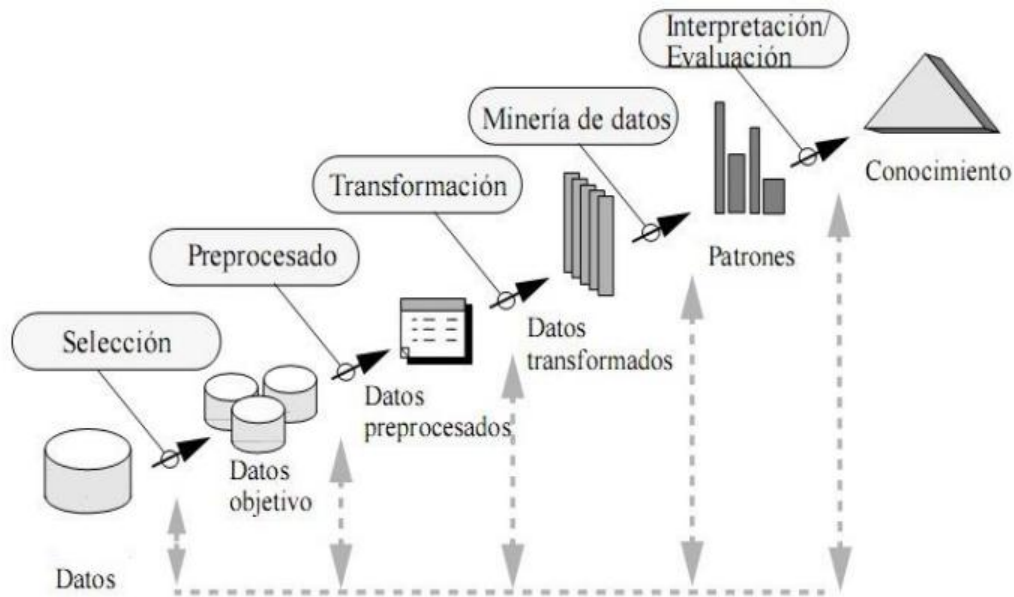 Interpretación/
Evaluación
Minería de datos
Conocimiento
Transformación
Patrones
Preprocesado
Datos
transformados
Selección
Datos
preprocesados
Datos
objetivo
Datos